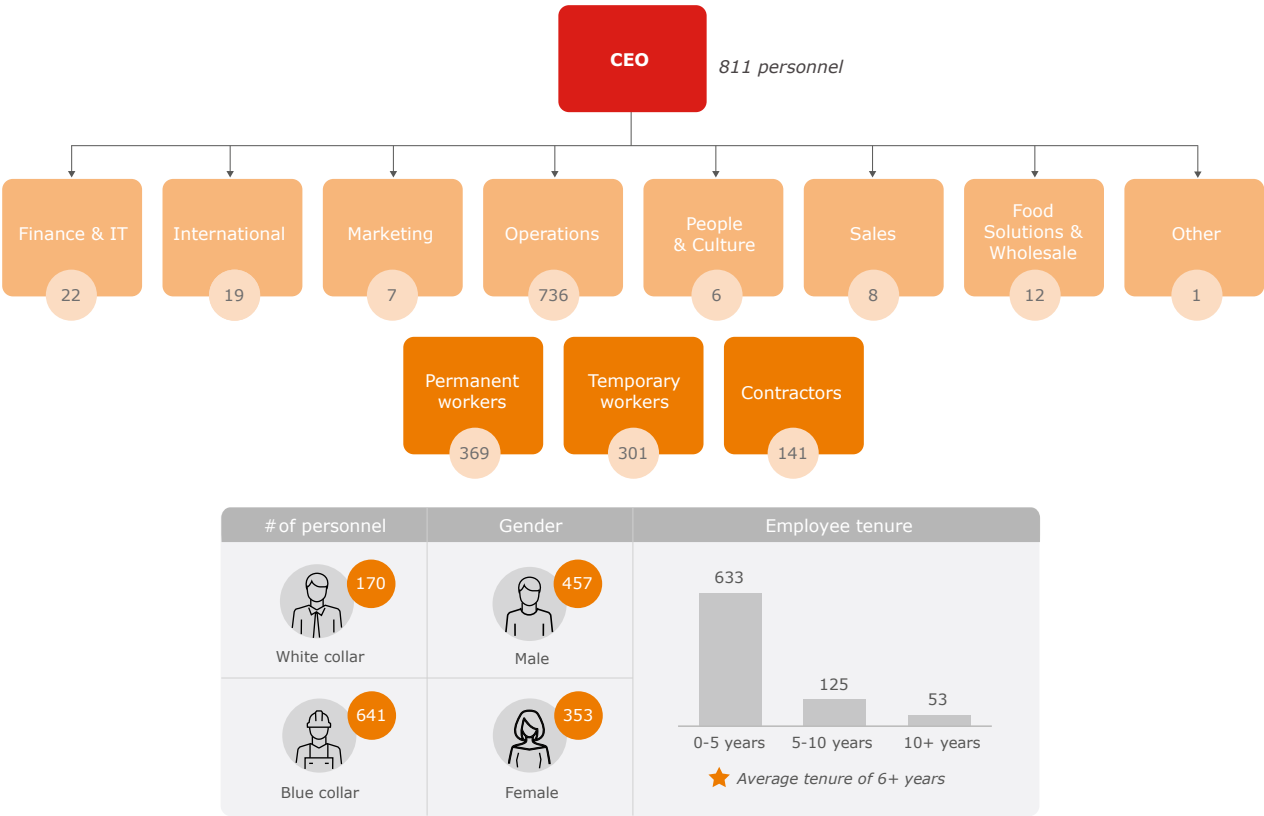 CEO
811 personnel
Finance & IT
22
International
19
Marketing
7
Operations
736
People
& Culture
6
Sales
8
Food
Solutions &
Wholesale
12
Other
1
Permanent
workers
369
Temporary
workers
301
Contractors
141
# of personnel
Gender
Employee tenure
170
White collar
457
Male
641
Blue collar
353
Female
633
125
53
0-5 years
5-10 years
10+ years
Average tenure of 6+ years